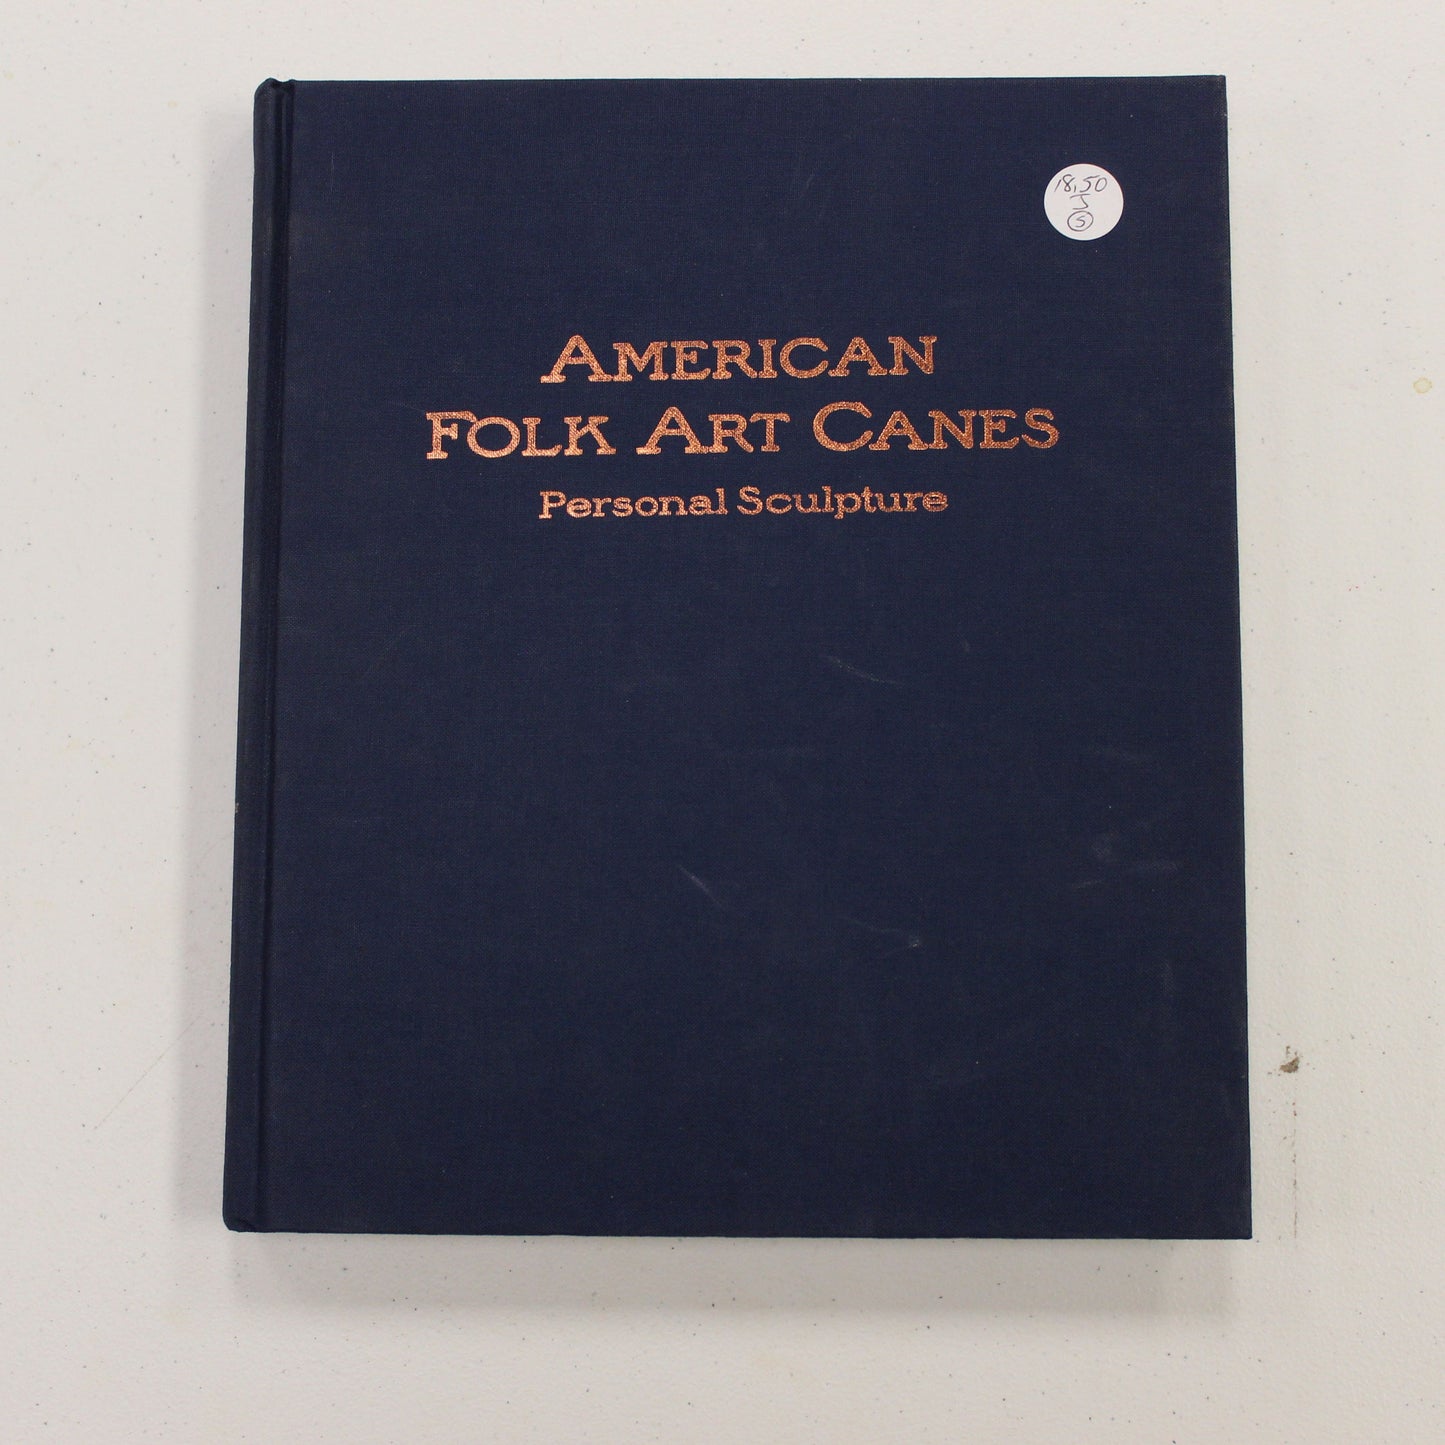 18.50
J
S
AMERICAN
FOLK ART CANES
Personal Sculpture